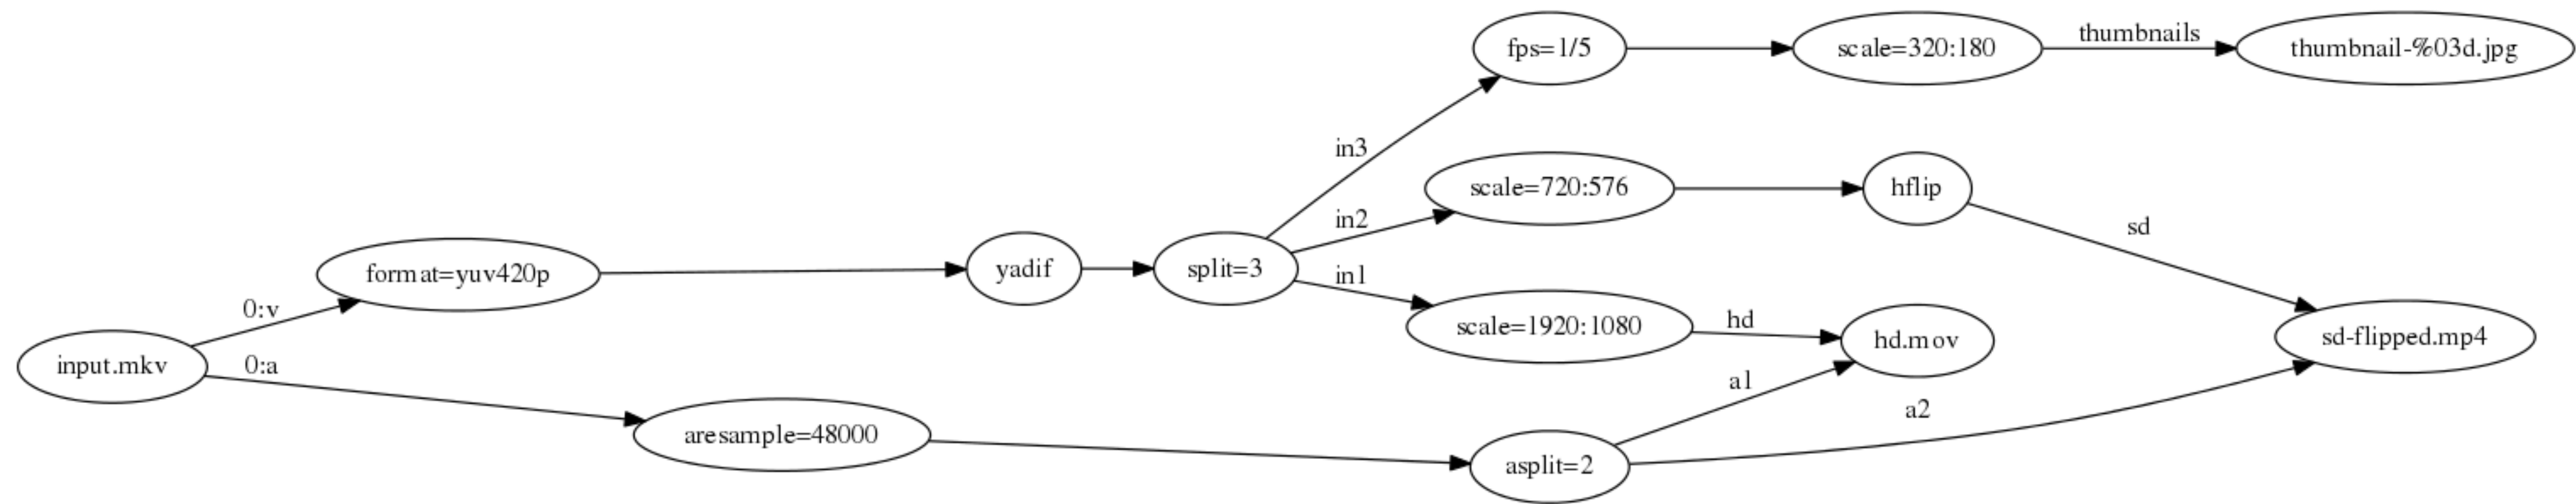 fps=1/5
scale=320:180
thumbnails
thumbnail-%03d.jpg
in3
scale=720:576
hflip
in2
sd
format=yuv420p
yadif
split=3
in1
0:v
scale=1920:1080
hd
hd.mov
sd-flipped.mp4
input.mkv
0:a
a1
a2
aresample=48000
asplit=2